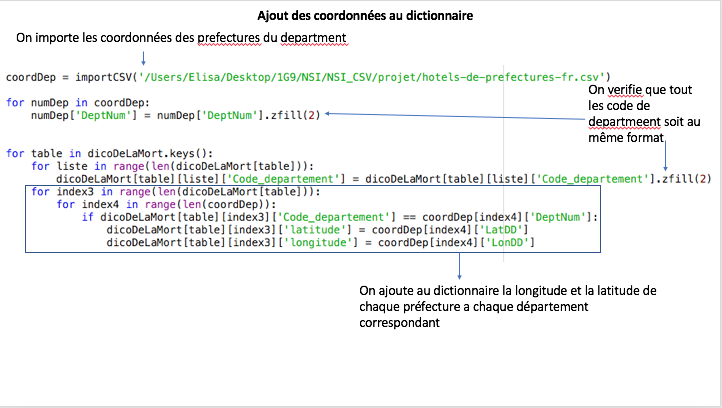 Ajout des coordonnées au dictionnaire
On importe les coordonnées des prefectures du department
coordDep = importCSV('/Users/Elisa/Desktop/1G9/NSI/NSI_CSV/projet/hotels-de-prefectures-fr.csv')
On verifie que tout
les code de
departmeent soit au
même format
for numDep in coordDep:
    numDep['DeptNum'] = numDep['DeptNum'].zfill(2)
for table in dicoDeLaMort.keys():
    for liste in range(len(dicoDeLaMort[table])):
        dicoDeLaMort[table][liste]['Code_departement'] = dicoDeLaMort[table][liste]['Code_departement'].zfill(2)
    for index3 in range(len(dicoDeLaMort[table])):
        for index4 in range(len(coordDep)):
            if dicoDeLaMort[table][index3]['Code_departement'] == coordDep[index4]['DeptNum']:
                dicoDeLaMort[table][index3]['latitude'] = coordDep[index4]['LatDD']
                dicoDeLaMort[table][index3]['longitude'] = coordDep[index4]['LonDD']
On ajoute au dictionnaire la longitude et la latitude de
chaque préfecture a chaque département
correspondant